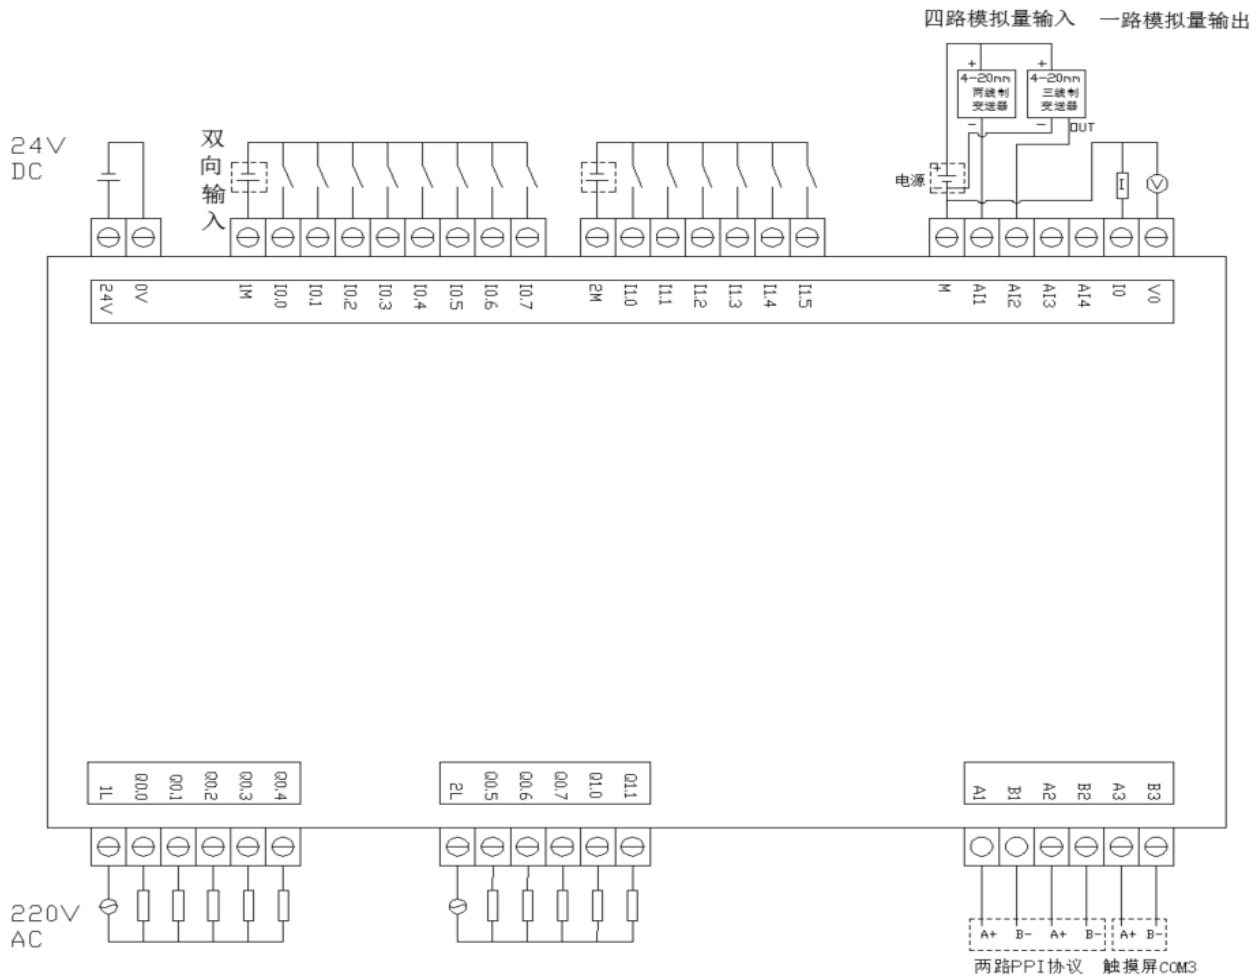 四路模拟量输入 一路模拟量输出
+ +
4-20mm 4-20mm
两线制 三线制
变送器 变送器
- - OUT
24V
DC
双向输入
电源
+
I V
24V 0V 1M I0.0 I0.1 I0.2 I0.3 I0.4 I0.5 I0.6 I0.7 2M I1.0 I1.1 I1.2 I1.3 I1.4 I1.5 M AI1 AI2 AI3 AI4 I0 V0
1L Q0.0 Q0.1 Q0.2 Q0.3 Q0.4 2L Q0.5 Q0.6 Q0.7 Q1.0 Q1.1 A1 B1 A2 B2 A3 B3
220V
AC
A+ B- A+ B- A+ B-
两路PPI协议 触摸屏COM3